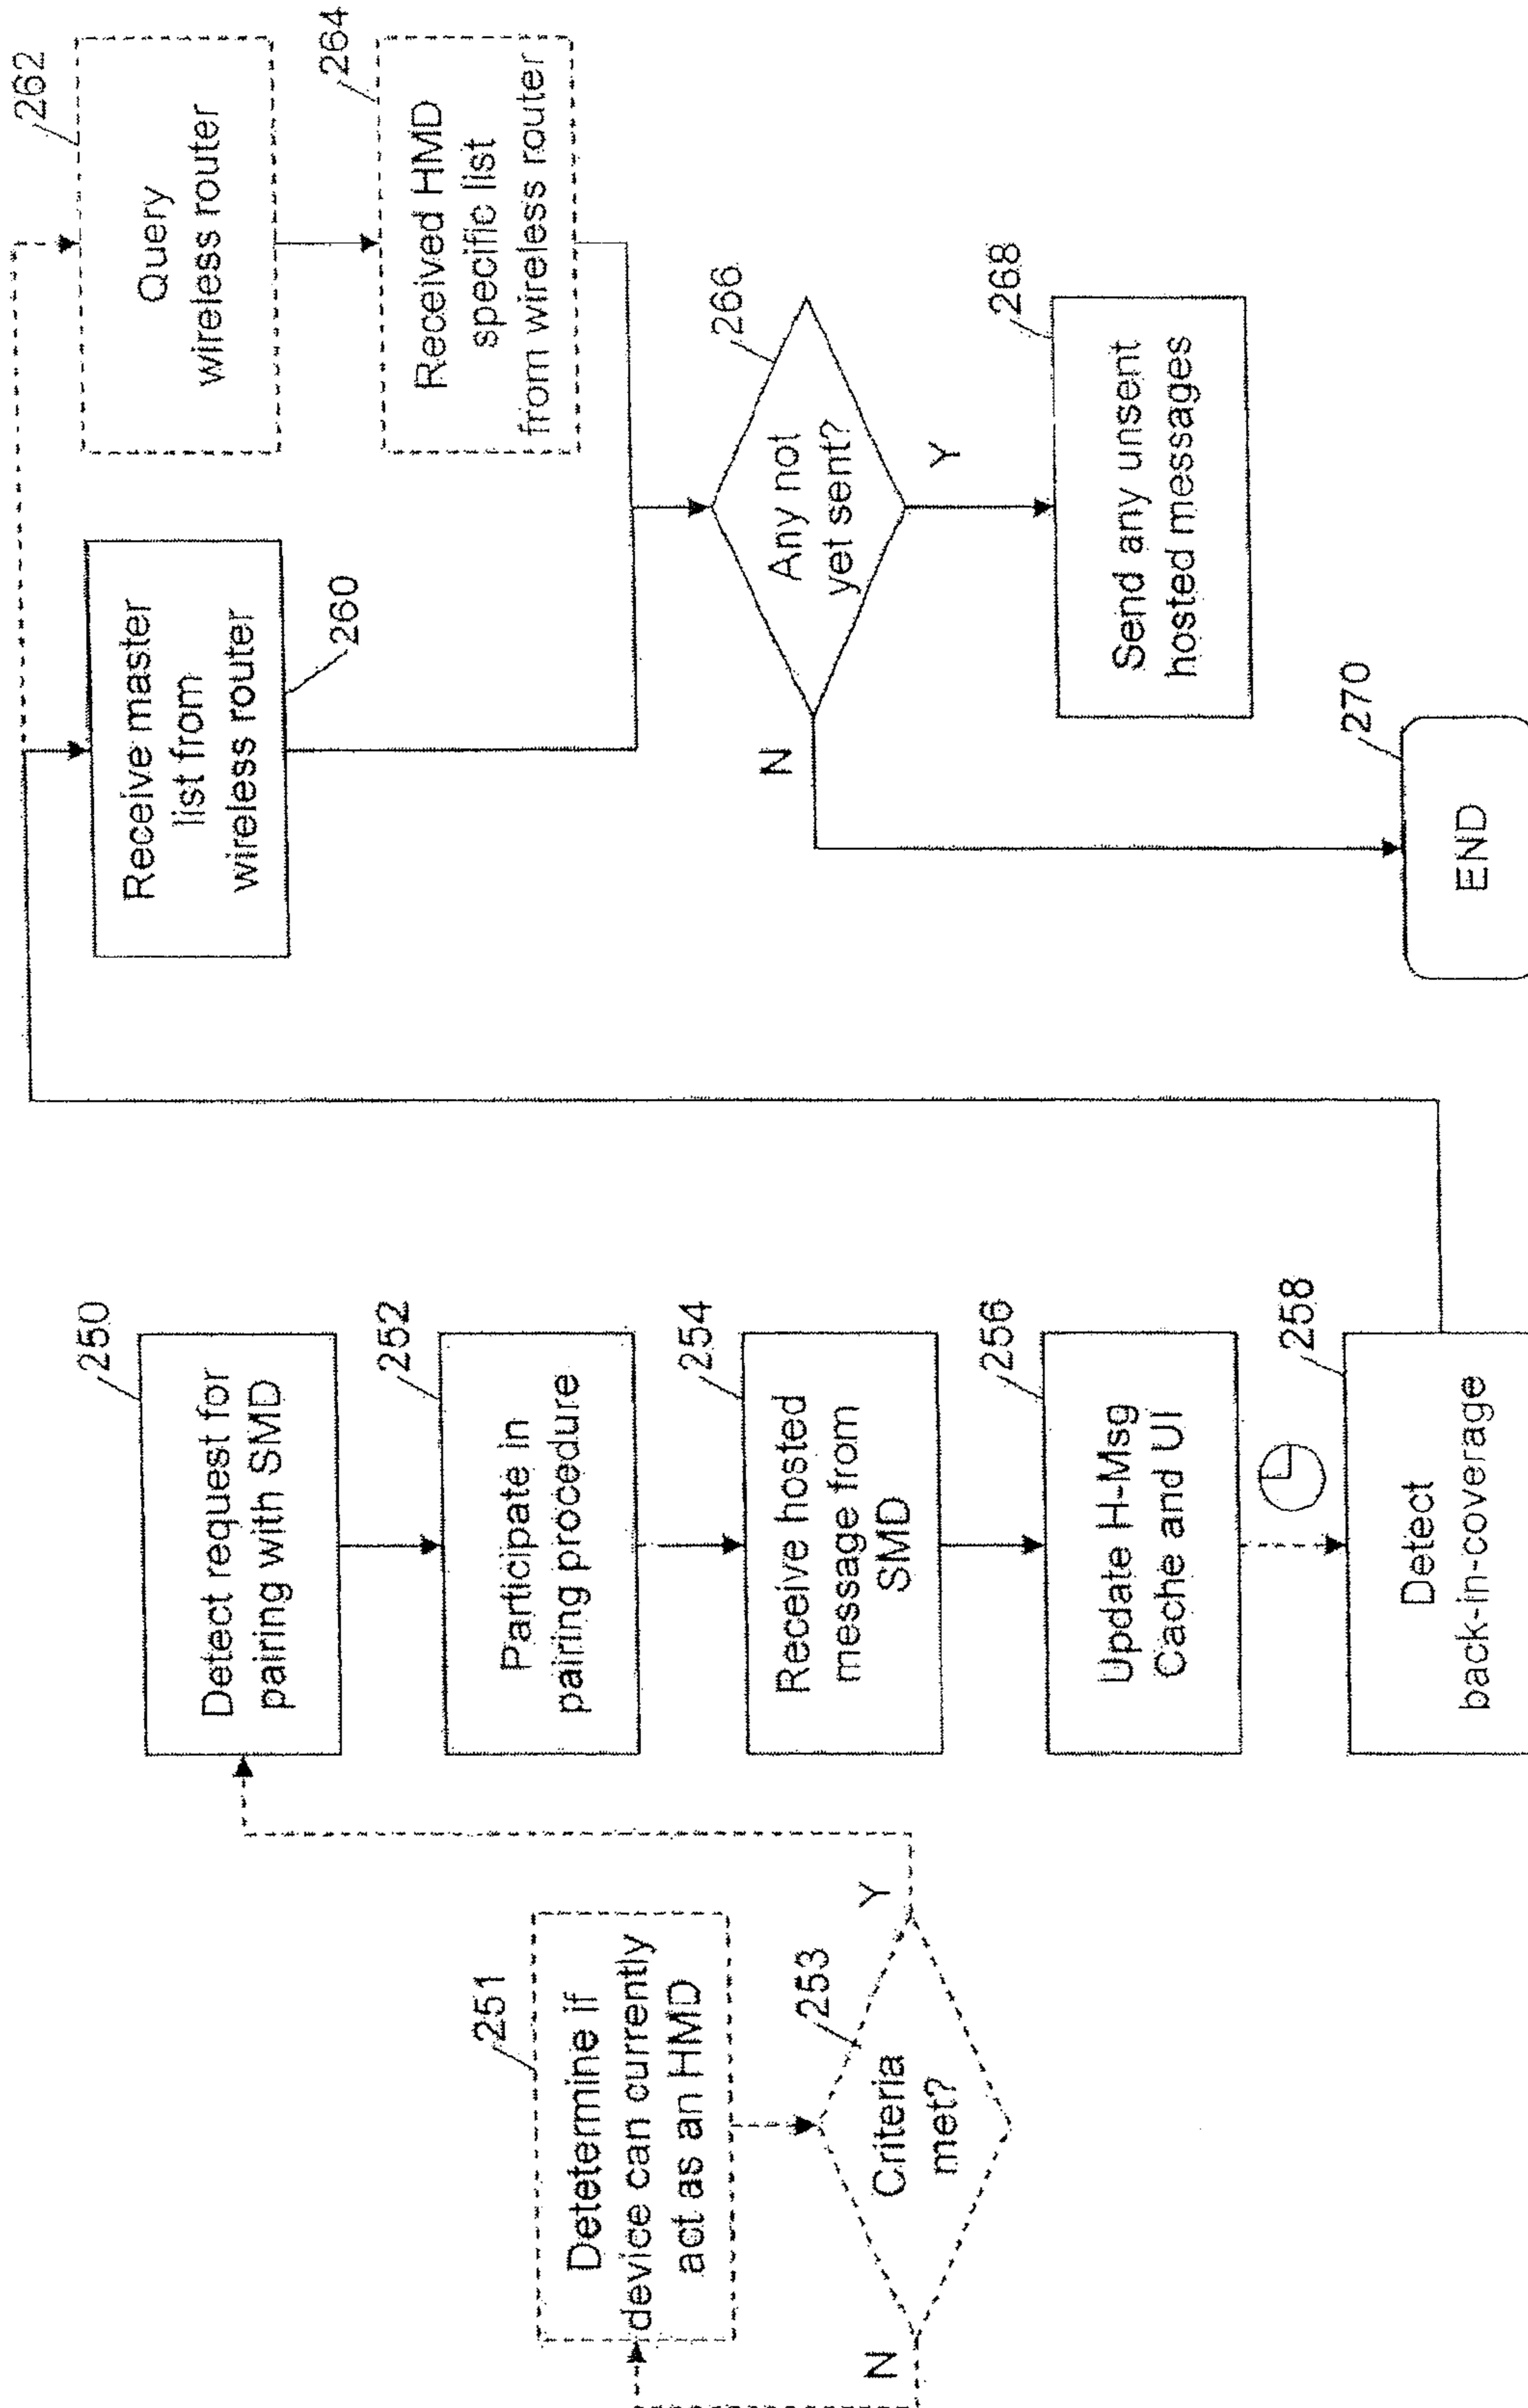 251
Detetermine if
device can currently
act as an HMD
253
Criteria
met?
Y
N
250
Detect request for
pairing with SMD
252
Participate in
pairing procedure
254
Receive hosted
message from
SMD
256
Update H-Msg
Cache and UI
258
Detect
back-in-coverage
Receive master
list from
wireless router
260
262
Query
wireless router
264
Received HMD
specific list
from wireless router
266
Any not
yet sent?
N
Y
268
Send any unsent
hosted messages
270
END